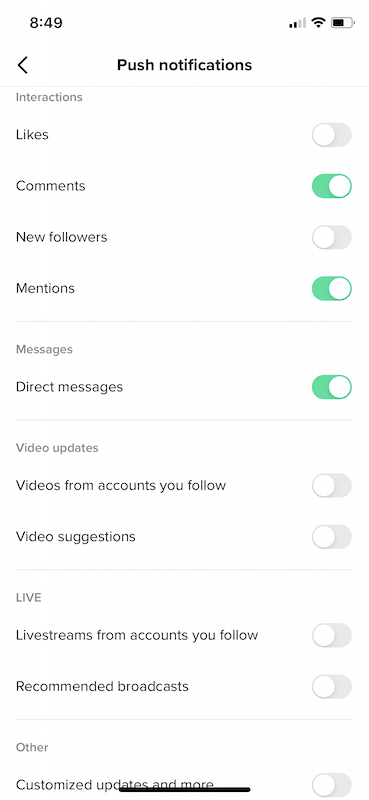 8:49
Push notifications
Interactions
Likes
Comments
New followers
Mentions
Messages
Direct messages
Video updates
Videos from accounts you follow
Video suggestions
LIVE
Livestreams from accounts you follow
Recommended broadcasts
Other
Customized updates and more